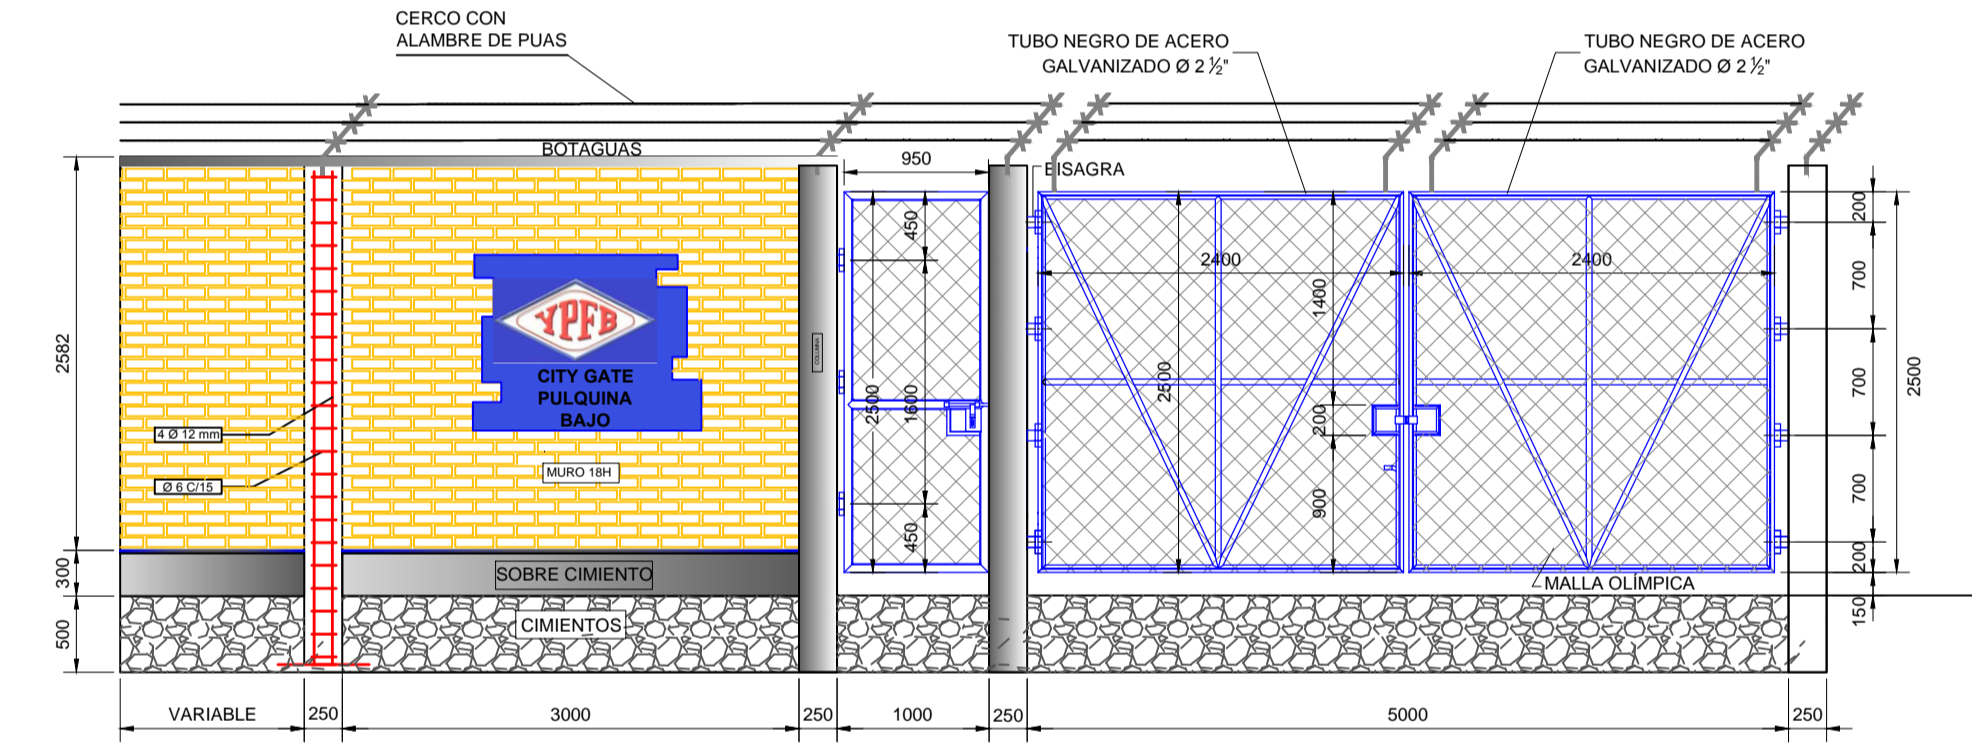 CERCO CON
ALAMBRE DE PUAS
TUBO NEGRO DE ACERO
GALVANIZADO Ø 2 ½"
TUBO NEGRO DE ACERO
GALVANIZADO Ø 2 ½"
BOTAGUAS
950
BISAGRA
450
200
2400
2400
700
1400
YPFB
2582
COLUMNA
CITY GATE
PULQUINA
BAJO
2500
1600
2500
700
2500
200
4 Ø 12 mm
MURO 18H
Ø 6 C/15
900
700
450
300
SOBRE CIMIENTO
200
MALLA OLÍMPICA
500
CIMIENTOS
150
VARIABLE
250
3000
250
1000
250
5000
250